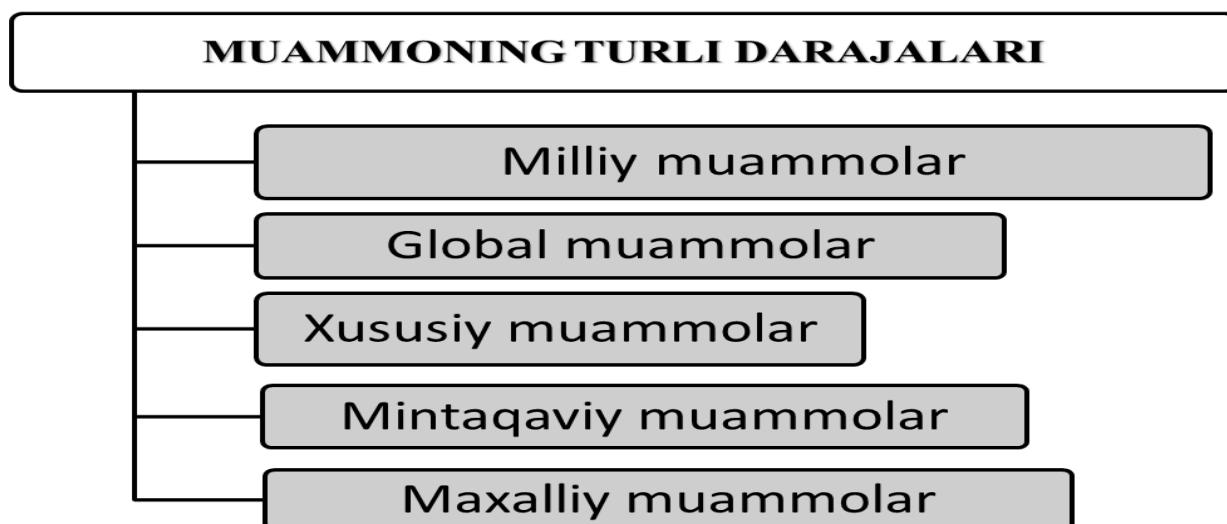 MUAMMONING TURLI DARAJALARI
Milliy muammolar
Global muammolar
Xususiy muammolar
Mintaqaviy muammolar
Maxalliy muammolar